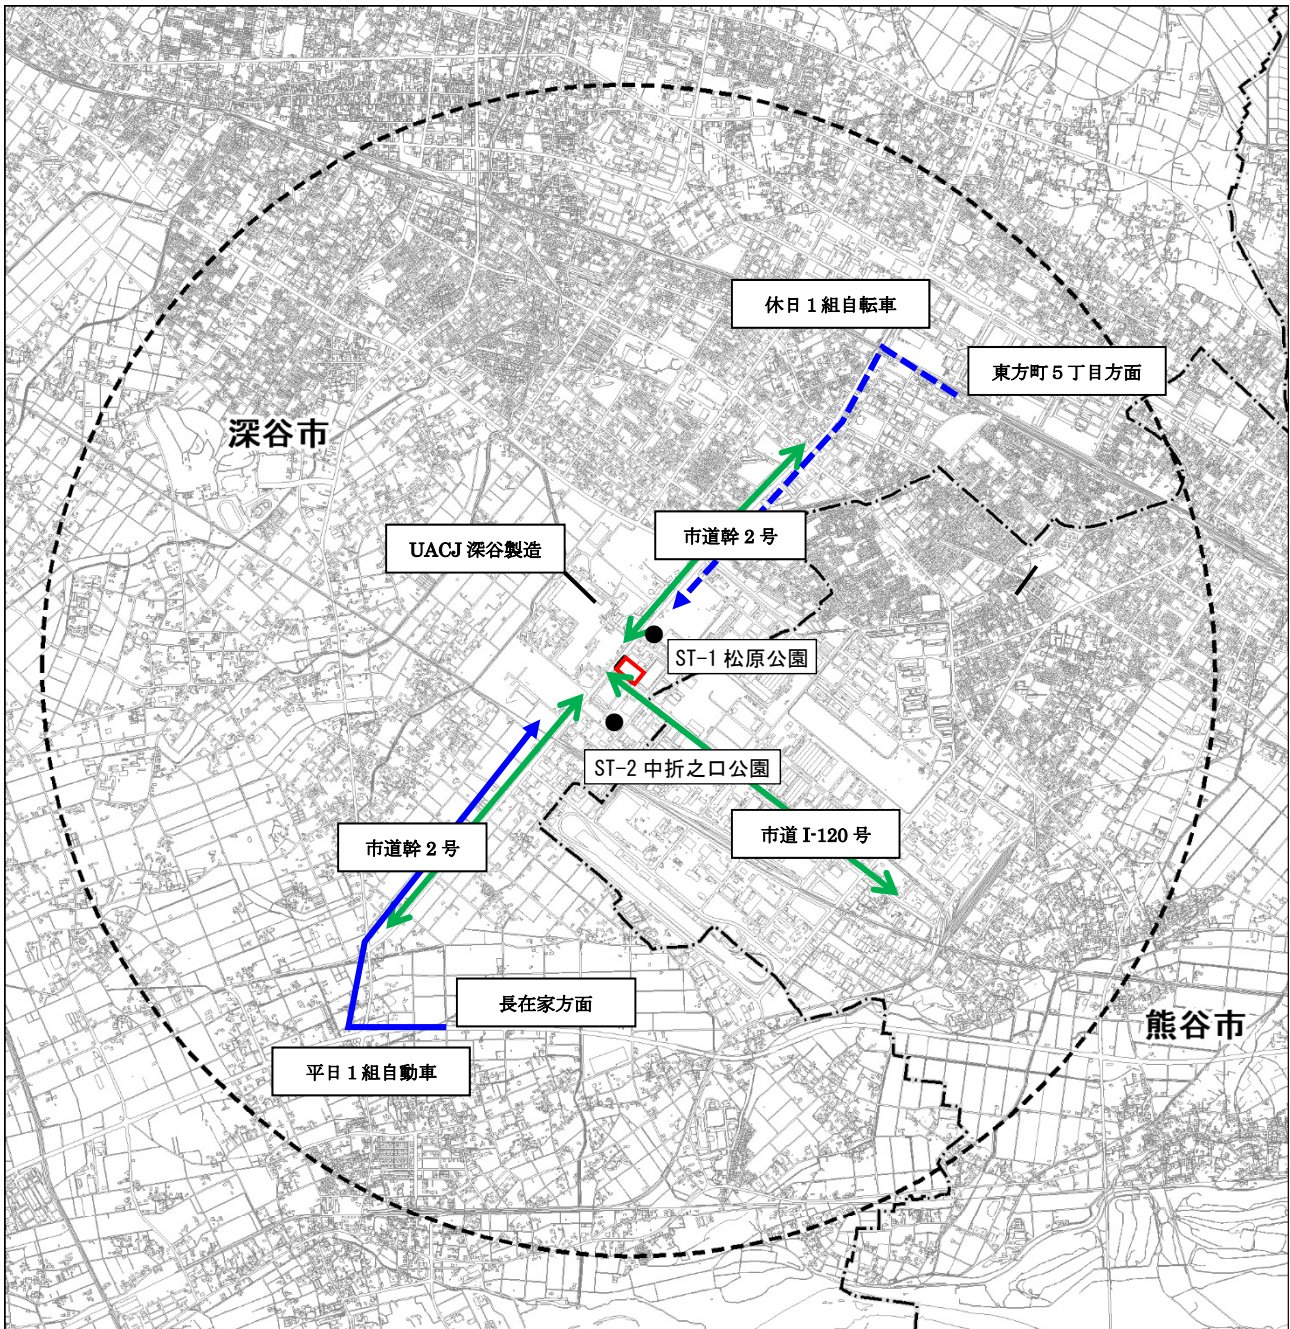 休日１組自転車
東方町５丁目方面
深谷市
UACJ 深谷製造
市道幹２号
ST-1 松原公園
ST-2 中折之口公園
市道 I-120 号
市道幹２号
長在家方面
熊谷市
平日１組自動車